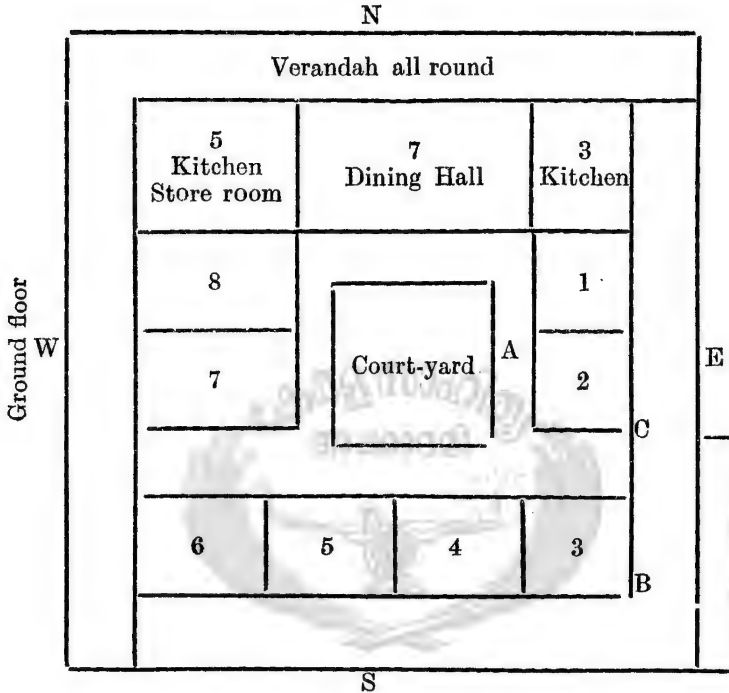 N
Verandah all round
5
Kitchen
Store room
7
Dining Hall
3
Kitchen
8
1
Ground floor
W
7
Court-yard
A
2
E
C
6
5
4
3
B
S